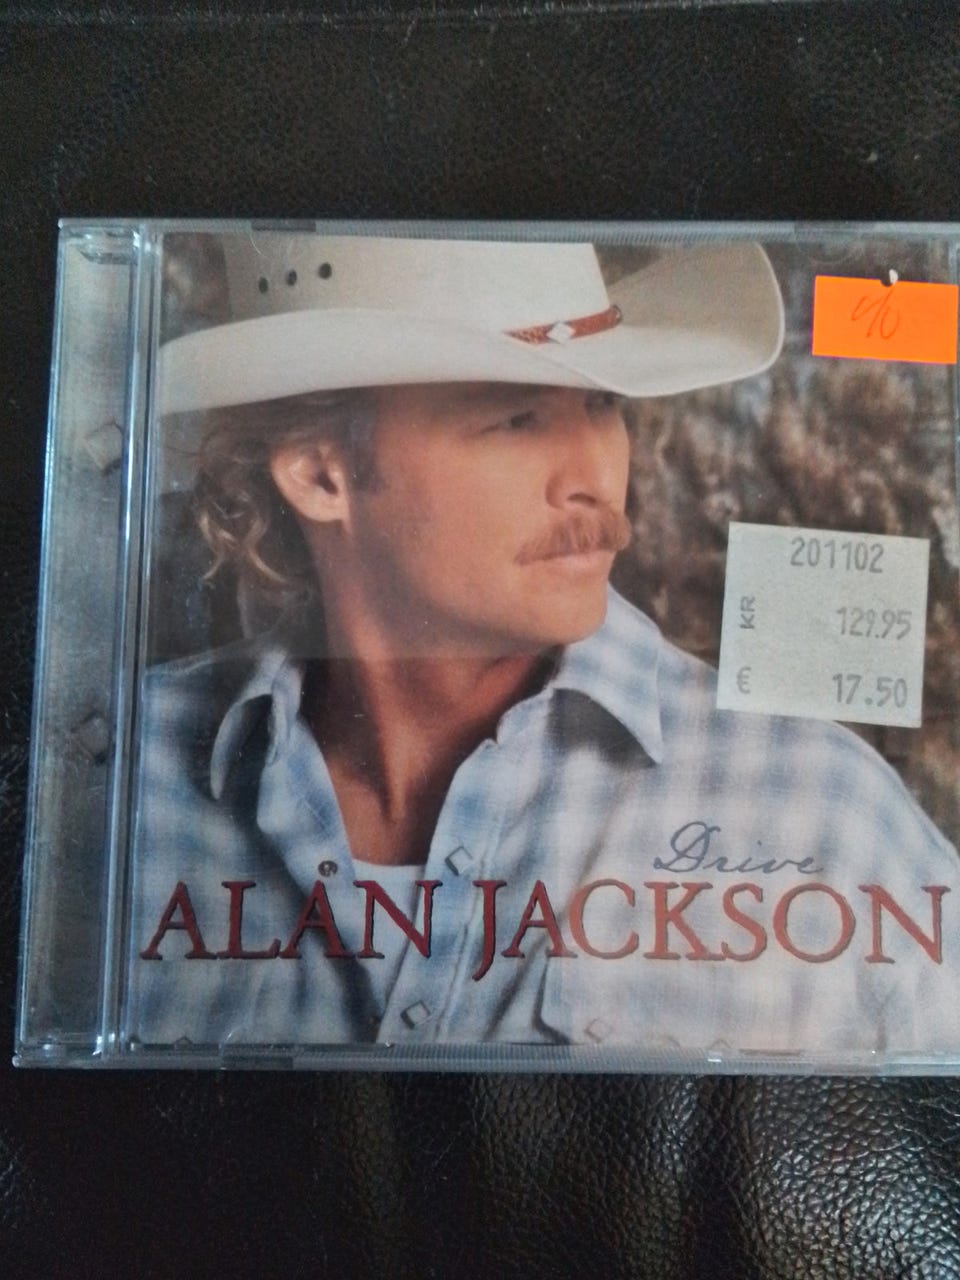 201102
KR 129.95
€ 17.50
Drive
ALAN JACKSON